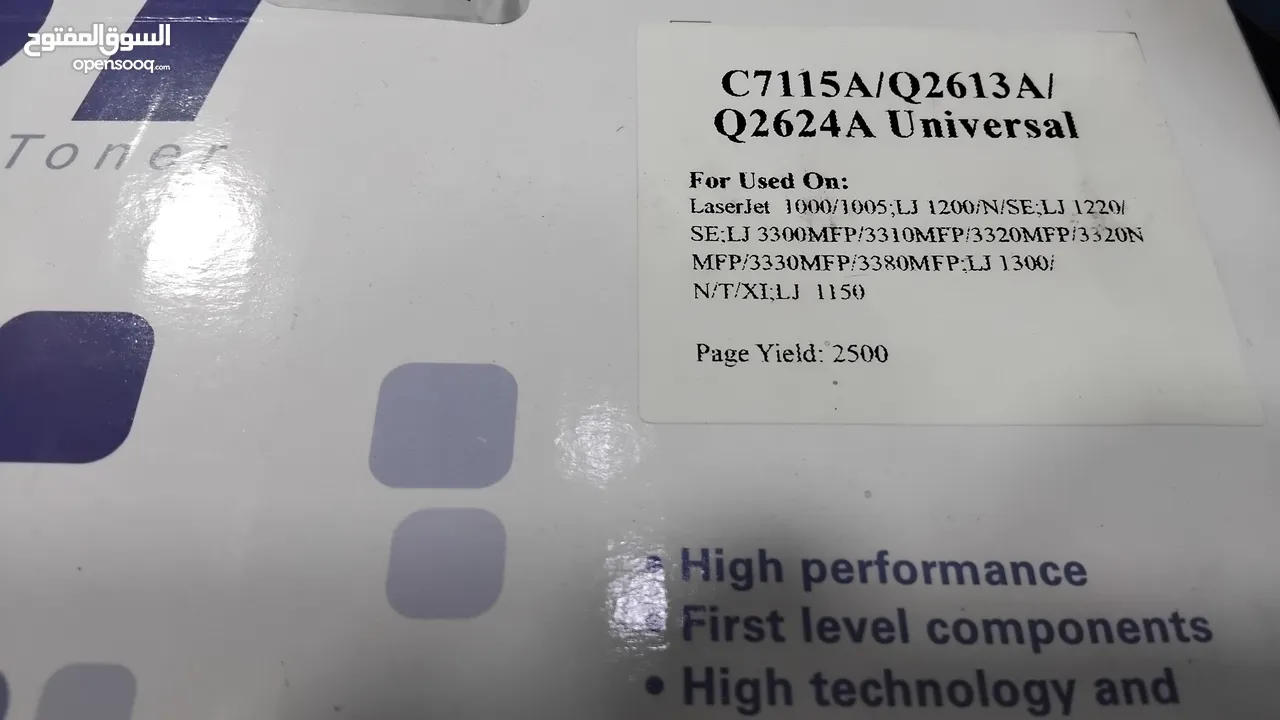 السوق المفتوح
opensooq.com
Toner
C7115A/Q2613A/
Q2624A Universal
For Used On:
LaserJet 1000/1005;LJ 1200/N/SE;LJ 1220/
SE;LJ 3300MFP/3310MFP/3320MFP/3320N
MFP/3330MFP/3380MFP;LJ 1300/
N/T/XI;LJ 1150
Page Yield: 2500
• High performance
• First level components
• High technology and